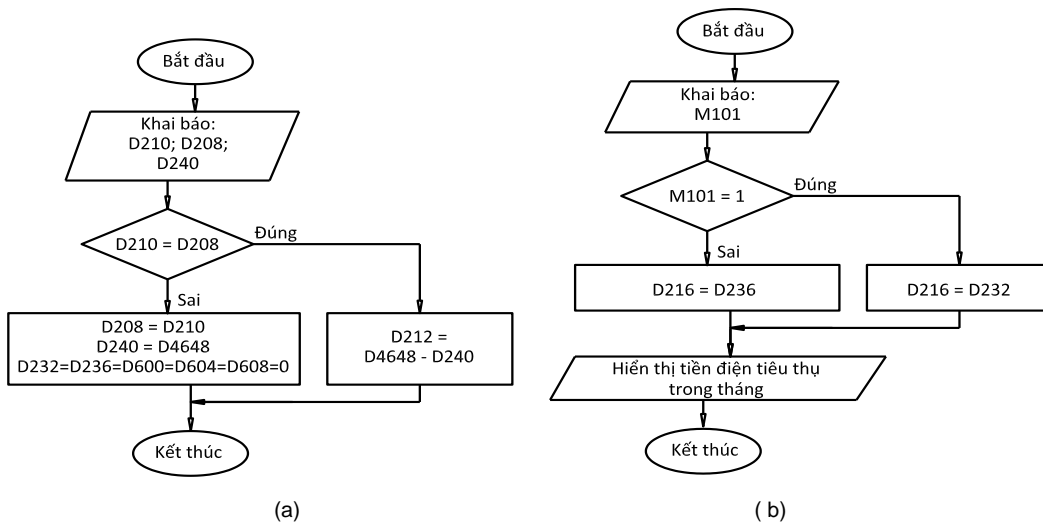 Bắt đầu
Khai báo:
D210; D208;
D240
D210 = D208
Đúng
Sai
D208 = D210
D240 = D4648
D232=D236=D600=D604=D608=0
D212 =
D4648 - D240
Kết thúc
(a)
Bắt đầu
Khai báo:
M101
M101 = 1
Đúng
Sai
D216 = D236
D216 = D232
Hiển thị tiền điện tiêu thụ
trong tháng
Kết thúc
( b)